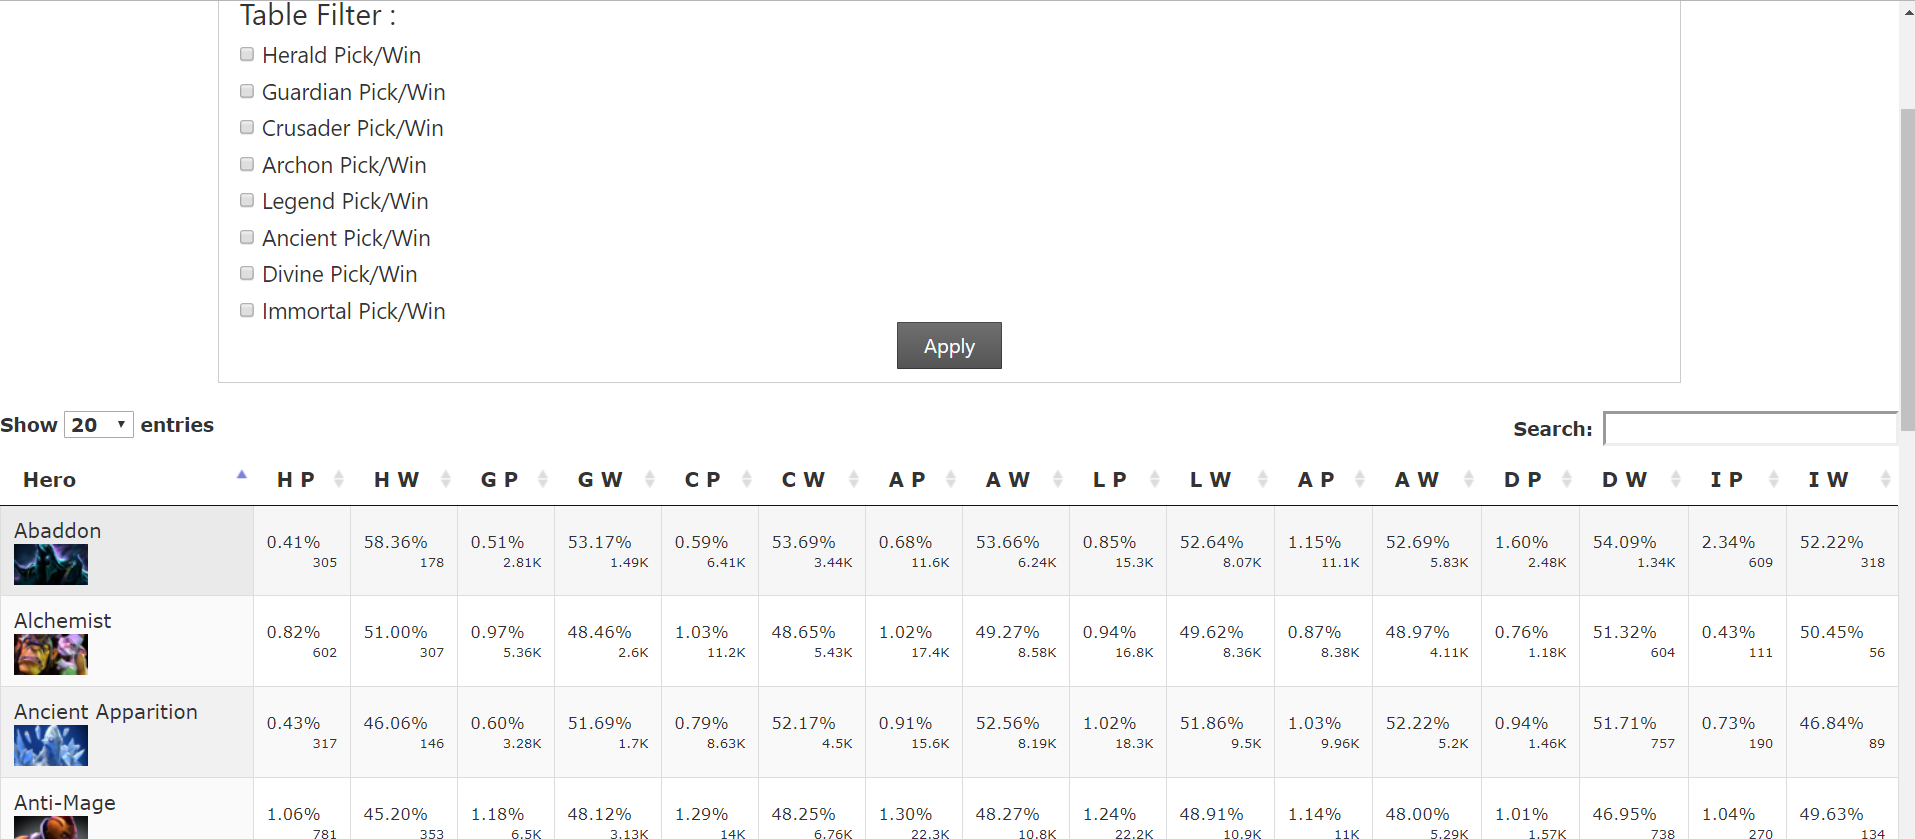 Table Filter :
Herald Pick/Win
Guardian Pick/Win
Crusader Pick/Win
Archon Pick/Win
Legend Pick/Win
Ancient Pick/Win
Divine Pick/Win
Immortal Pick/Win
Apply
Show 20 entries
Search:
Hero H P H W G P G W C P C W A P A W L P L W A P A W D P D W I P I W
Abaddon
0.41% 58.36% 0.51% 53.17% 0.59% 53.69% 0.68% 53.66% 0.85% 52.64% 1.15% 52.69% 1.60% 54.09% 2.34% 52.22%
305 178 2.81K 1.49K 6.41K 3.44K 11.6K 6.24K 15.3K 8.07K 11.1K 5.83K 2.48K 1.34K 609 318
Alchemist
0.82% 51.00% 0.97% 48.46% 1.03% 48.65% 1.02% 49.27% 0.94% 49.62% 0.87% 48.97% 0.76% 51.32% 0.43% 50.45%
602 307 5.36K 2.6K 11.2K 5.43K 17.4K 8.58K 16.8K 8.36K 8.38K 4.11K 1.18K 604 111 56
Ancient Apparition
0.43% 46.06% 0.60% 51.69% 0.79% 52.17% 0.91% 52.56% 1.02% 51.86% 1.03% 52.22% 0.94% 51.71% 0.73% 46.84%
317 146 3.28K 1.7K 8.63K 4.5K 15.6K 8.19K 18.3K 9.5K 9.96K 5.2K 1.46K 757 190 89
Anti-Mage
1.06% 45.20% 1.18% 48.12% 1.29% 48.25% 1.30% 48.27% 1.24% 48.91% 1.14% 48.00% 1.01% 46.95% 1.04% 49.63%
781 353 6.5K 3.13K 14K 6.76K 22.3K 10.8K 22.2K 10.9K 11K 5.29K 1.57K 738 270 134